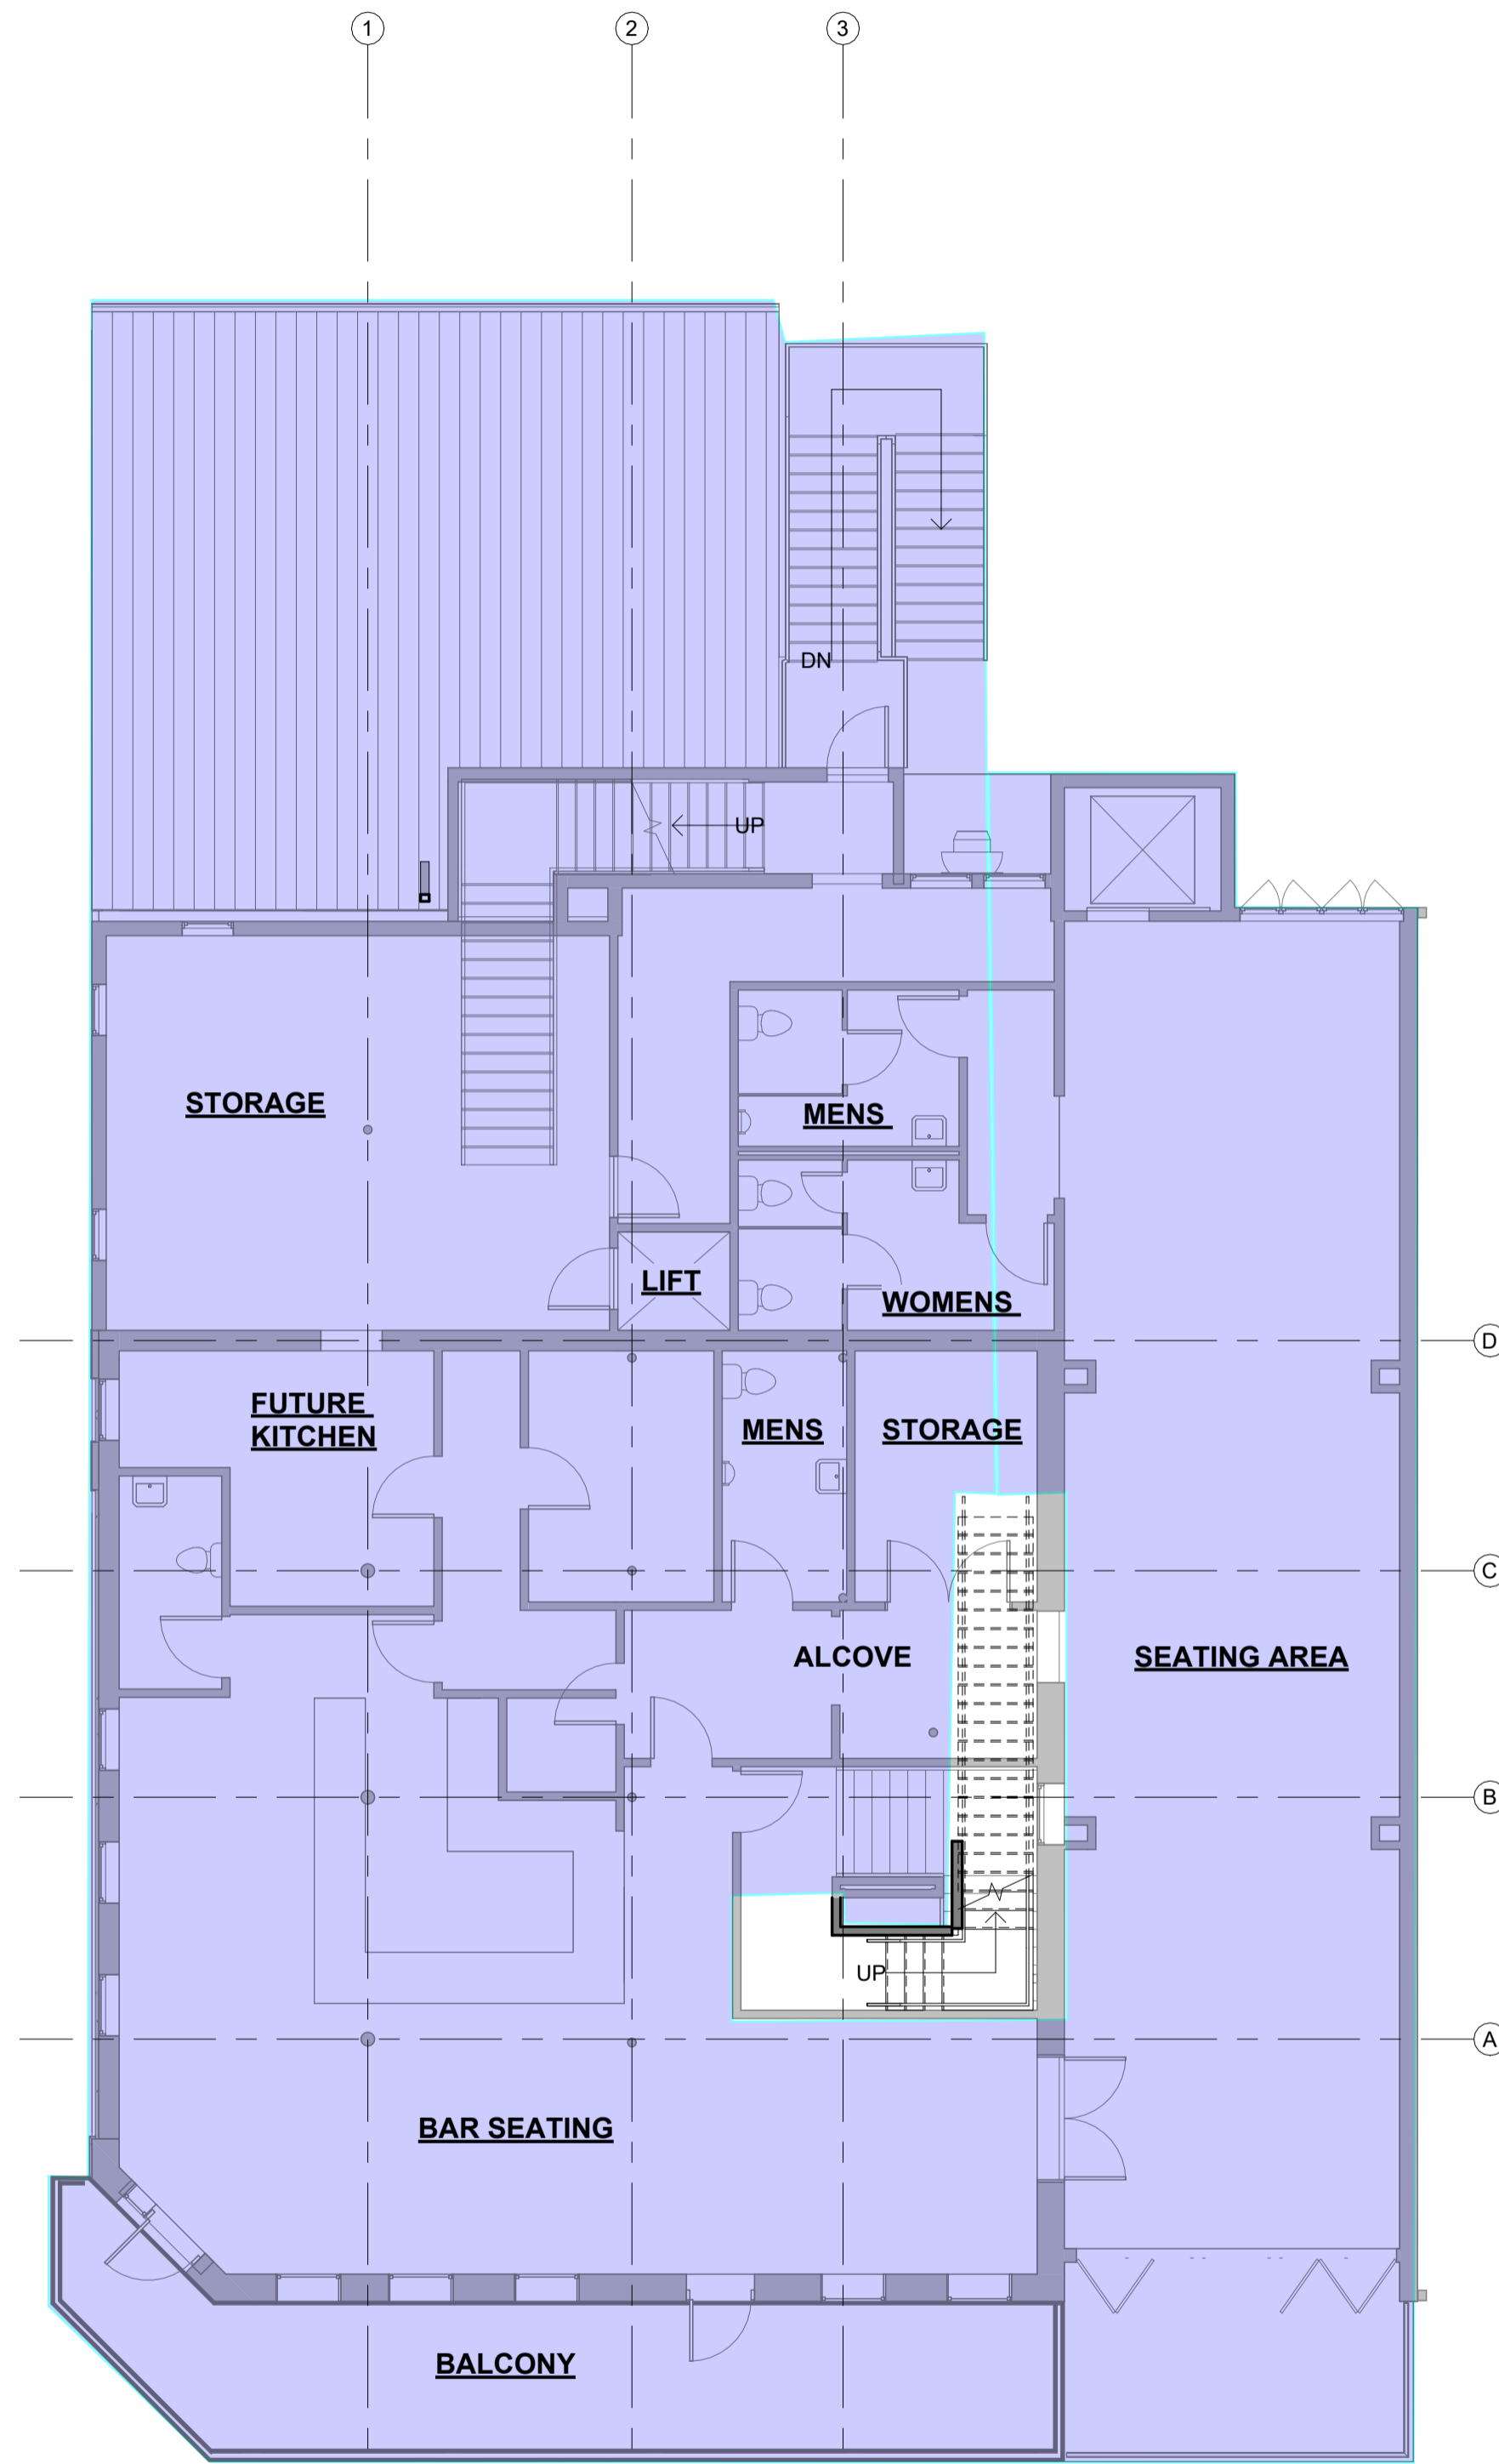 1
2
3
DN
UP
STORAGE
MENS
LIFT
WOMENS
D
FUTURE
KITCHEN
MENS
STORAGE
C
ALCOVE
SEATING AREA
B
UP
A
BAR SEATING
BALCONY